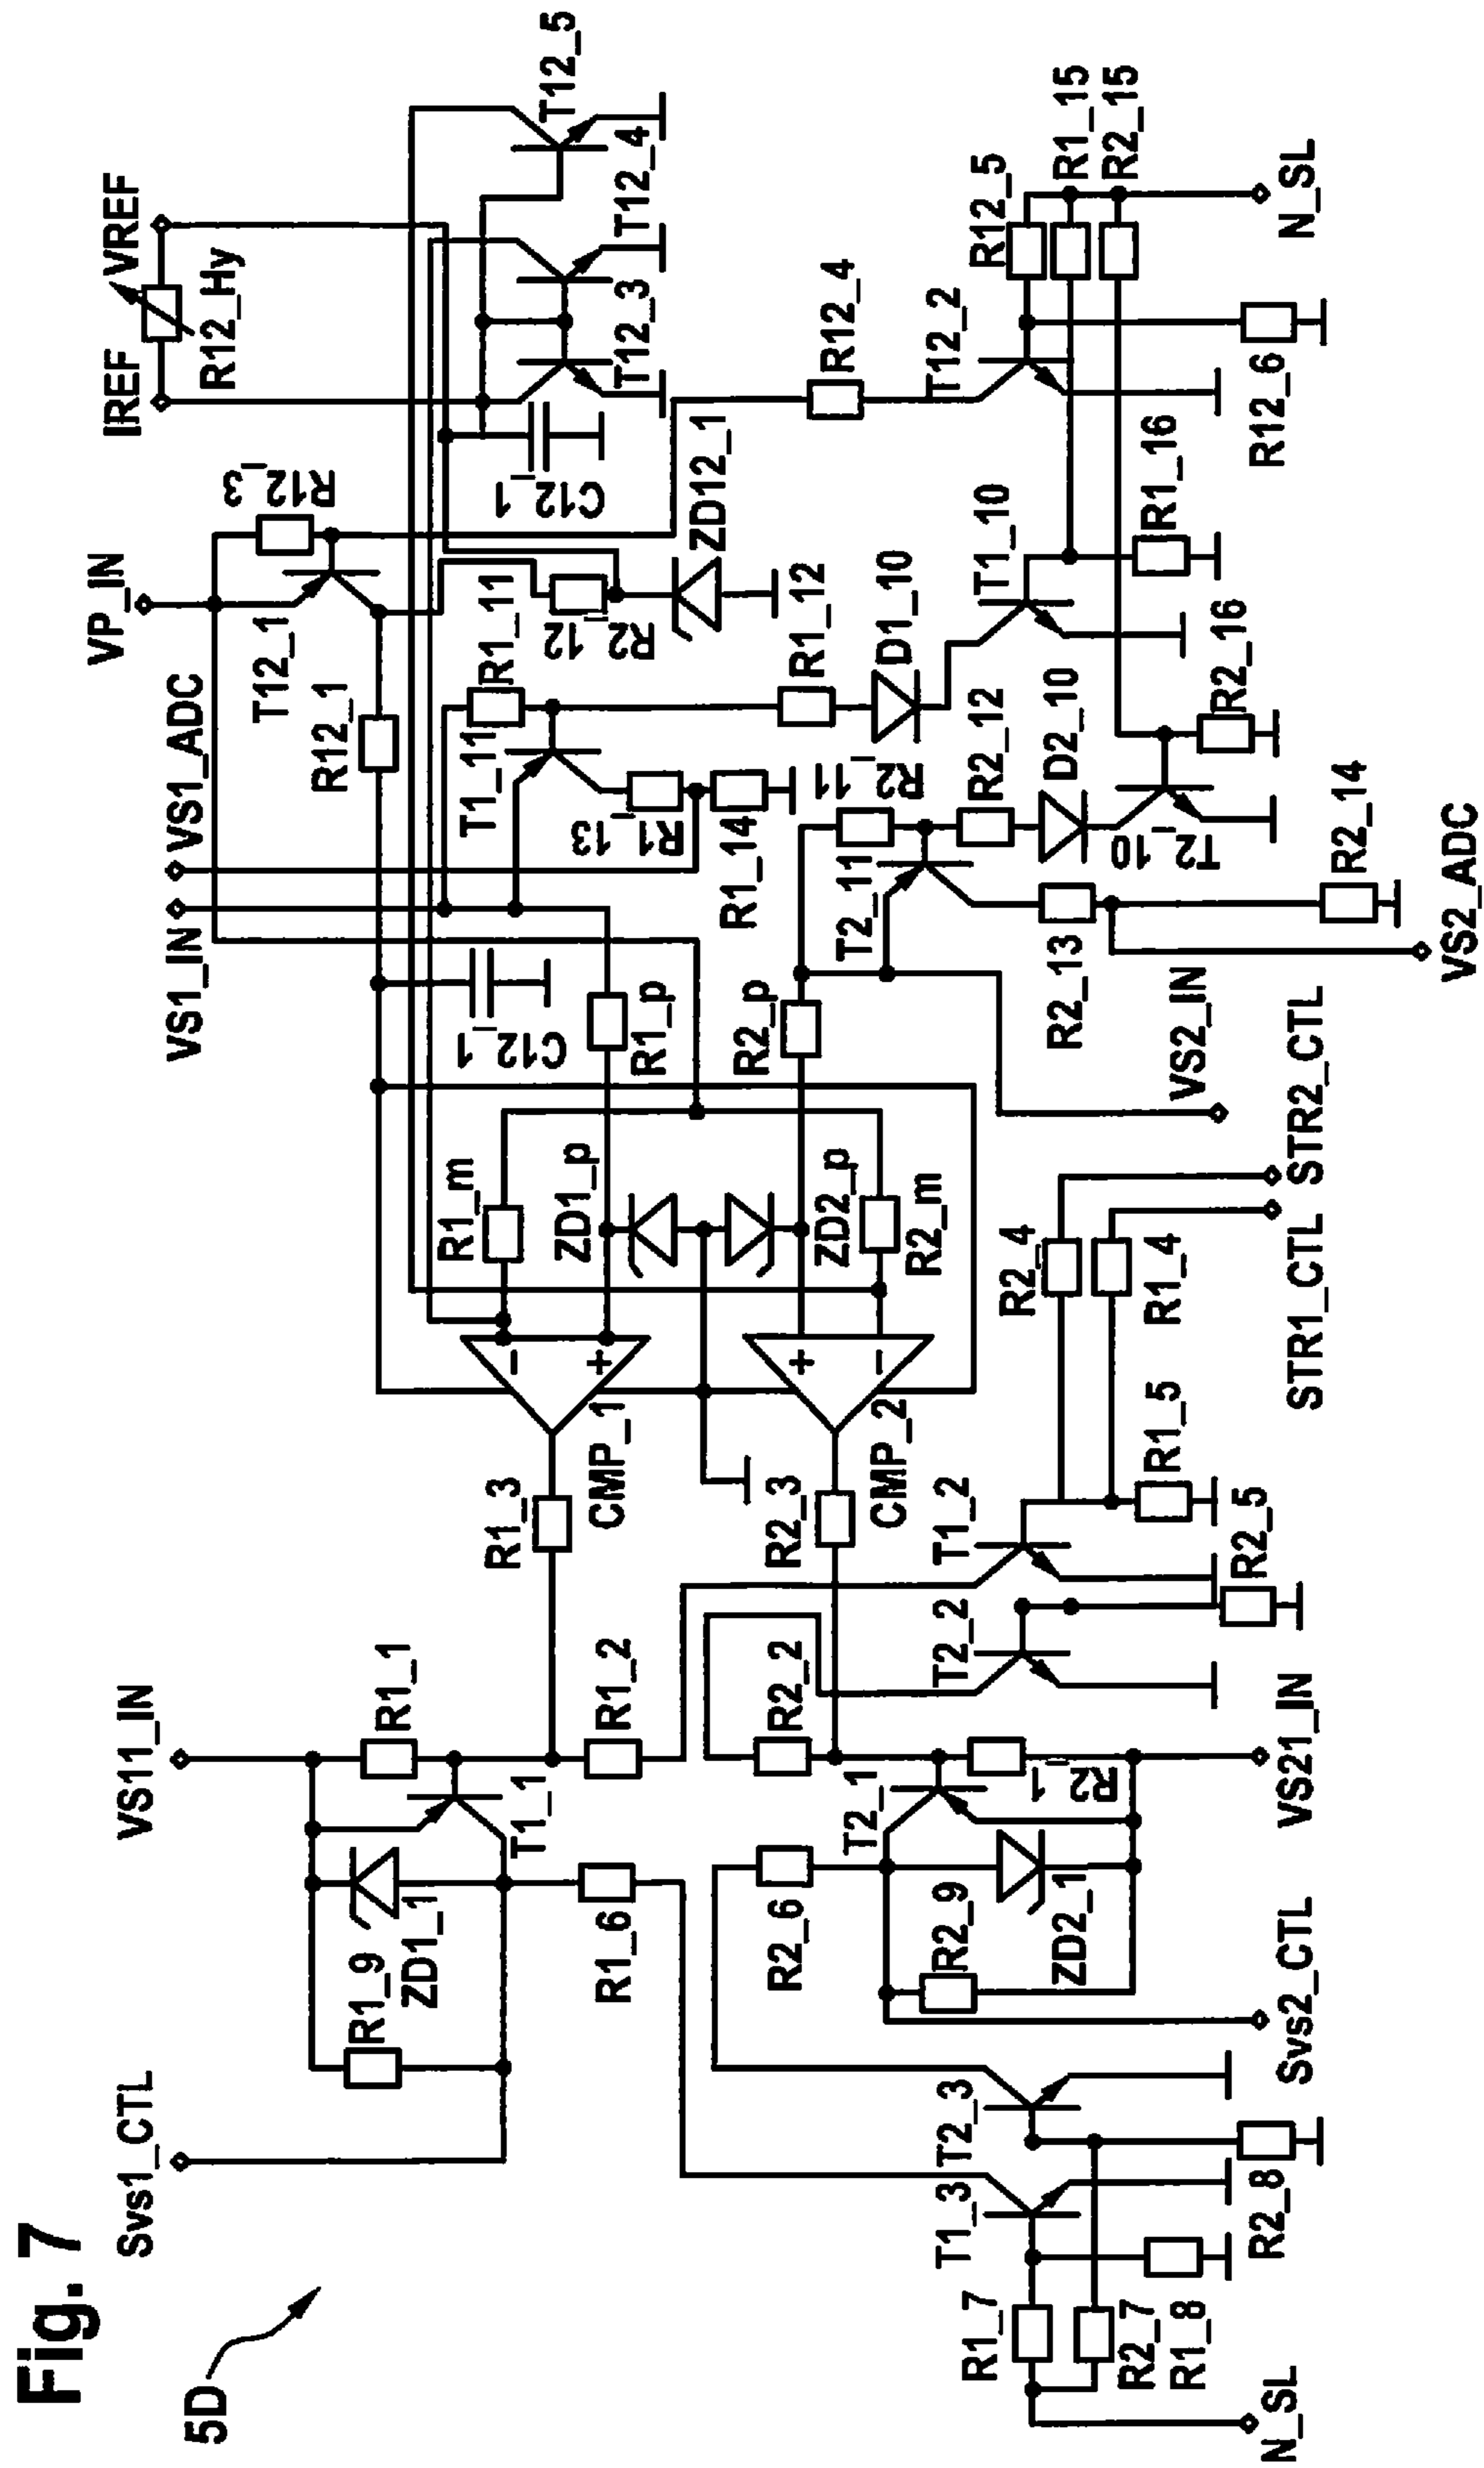 Fig. 7
5D
Svs1_CTL
VS11_IN
VS1_IN
VS1_ADC
VP_IN
IREF
VREF
R12_Hy
R1_9
ZD1_1
R1_1
T1_1
R1_6
R1_2
R1_3
CMP_1
R1_m
ZD1_p
R1_p
C12_1
R12_1
T12_1
R12_3
T1_11
R1_11
R1_13
R1_14
R2_12
C12_1
ZD12_1
T12_3
T12_4
T12_5
R2_6
R2_9
ZD2_1
T2_1
R2_2
R2_1
R2_3
CMP_2
ZD2_p
R2_m
R2_p
T2_11
R2_11
R1_12
D1_10
R12_4
R2_12
D2_10
T2_10
R2_13
R2_14
T1_10
T12_2
R12_5
R1_15
R2_15
R1_16
R2_16
R12_6
N_SL
T1_3
T2_3
R1_7
R2_7
R1_8
R2_8
N_SL
Svs2_CTL
VS21_IN
T2_2
T1_2
R2_5
R1_5
R2_4
R1_4
STR1_CTL
STR2_CTL
VS2_IN
VS2_ADC
+
−
+
−